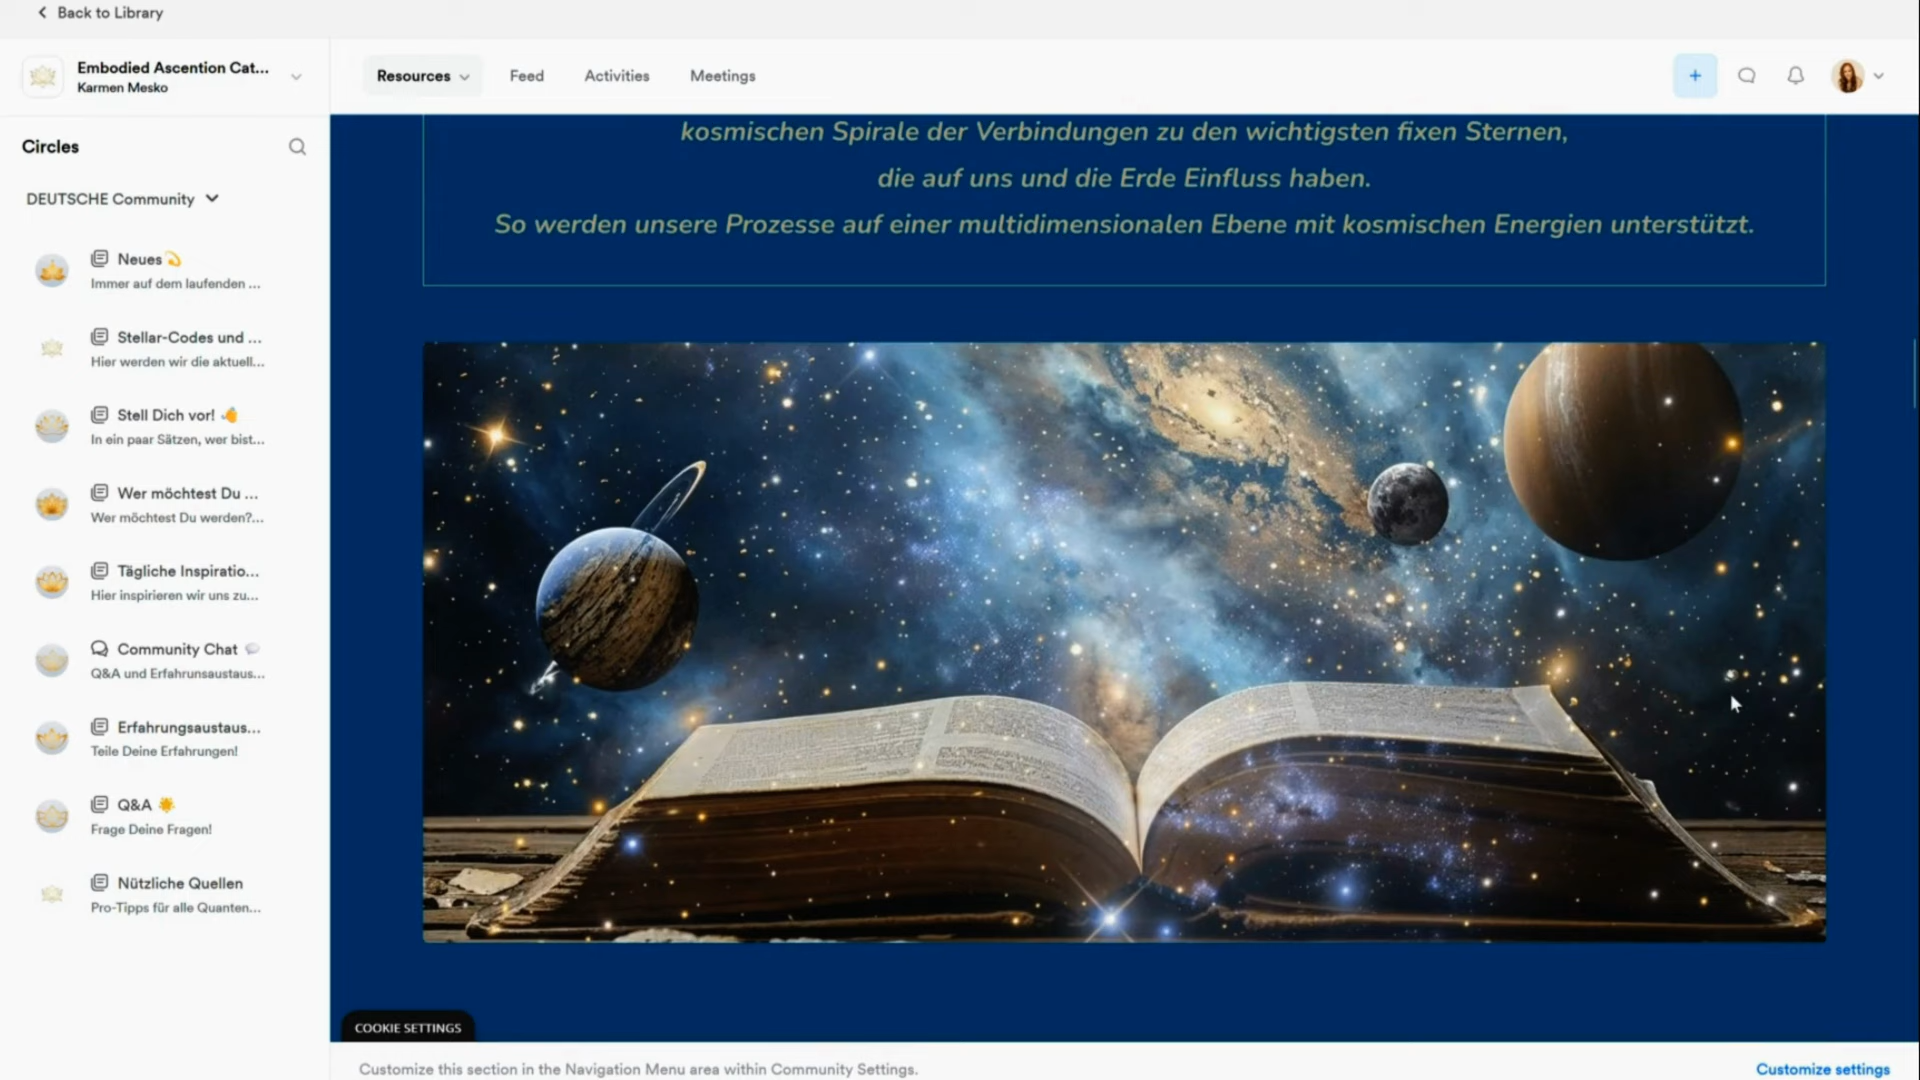 Back to Library
Embodied Ascention Cat...
Karmen Mesko
Resources
Feed
Activities
Meetings
Circles
DEUTSCHE Community
Neues
Immer auf dem laufenden ...
Stellar-Codes und ...
Hier werden wir die aktuell...
Stell Dich vor!
In ein paar Sätzen, wer bist...
Wer möchtest Du ...
Wer möchtest Du werden?...
Tägliche Inspiratio...
Hier inspirieren wir uns zu...
Community Chat
Q&A und Erfahrunsaustaus...
Erfahrungsaustaus...
Teile Deine Erfahrungen!
Q&A
Frage Deine Fragen!
Nützliche Quellen
Pro-Tipps für alle Quanten...
kosmischen Spirale der Verbindungen zu den wichtigsten fixen Sternen,
die auf uns und die Erde Einfluss haben.
So werden unsere Prozesse auf einer multidimensionalen Ebene mit kosmischen Energien unterstützt.
COOKIE SETTINGS
Customize this section in the Navigation Menu area within Community Settings.
Customize settings